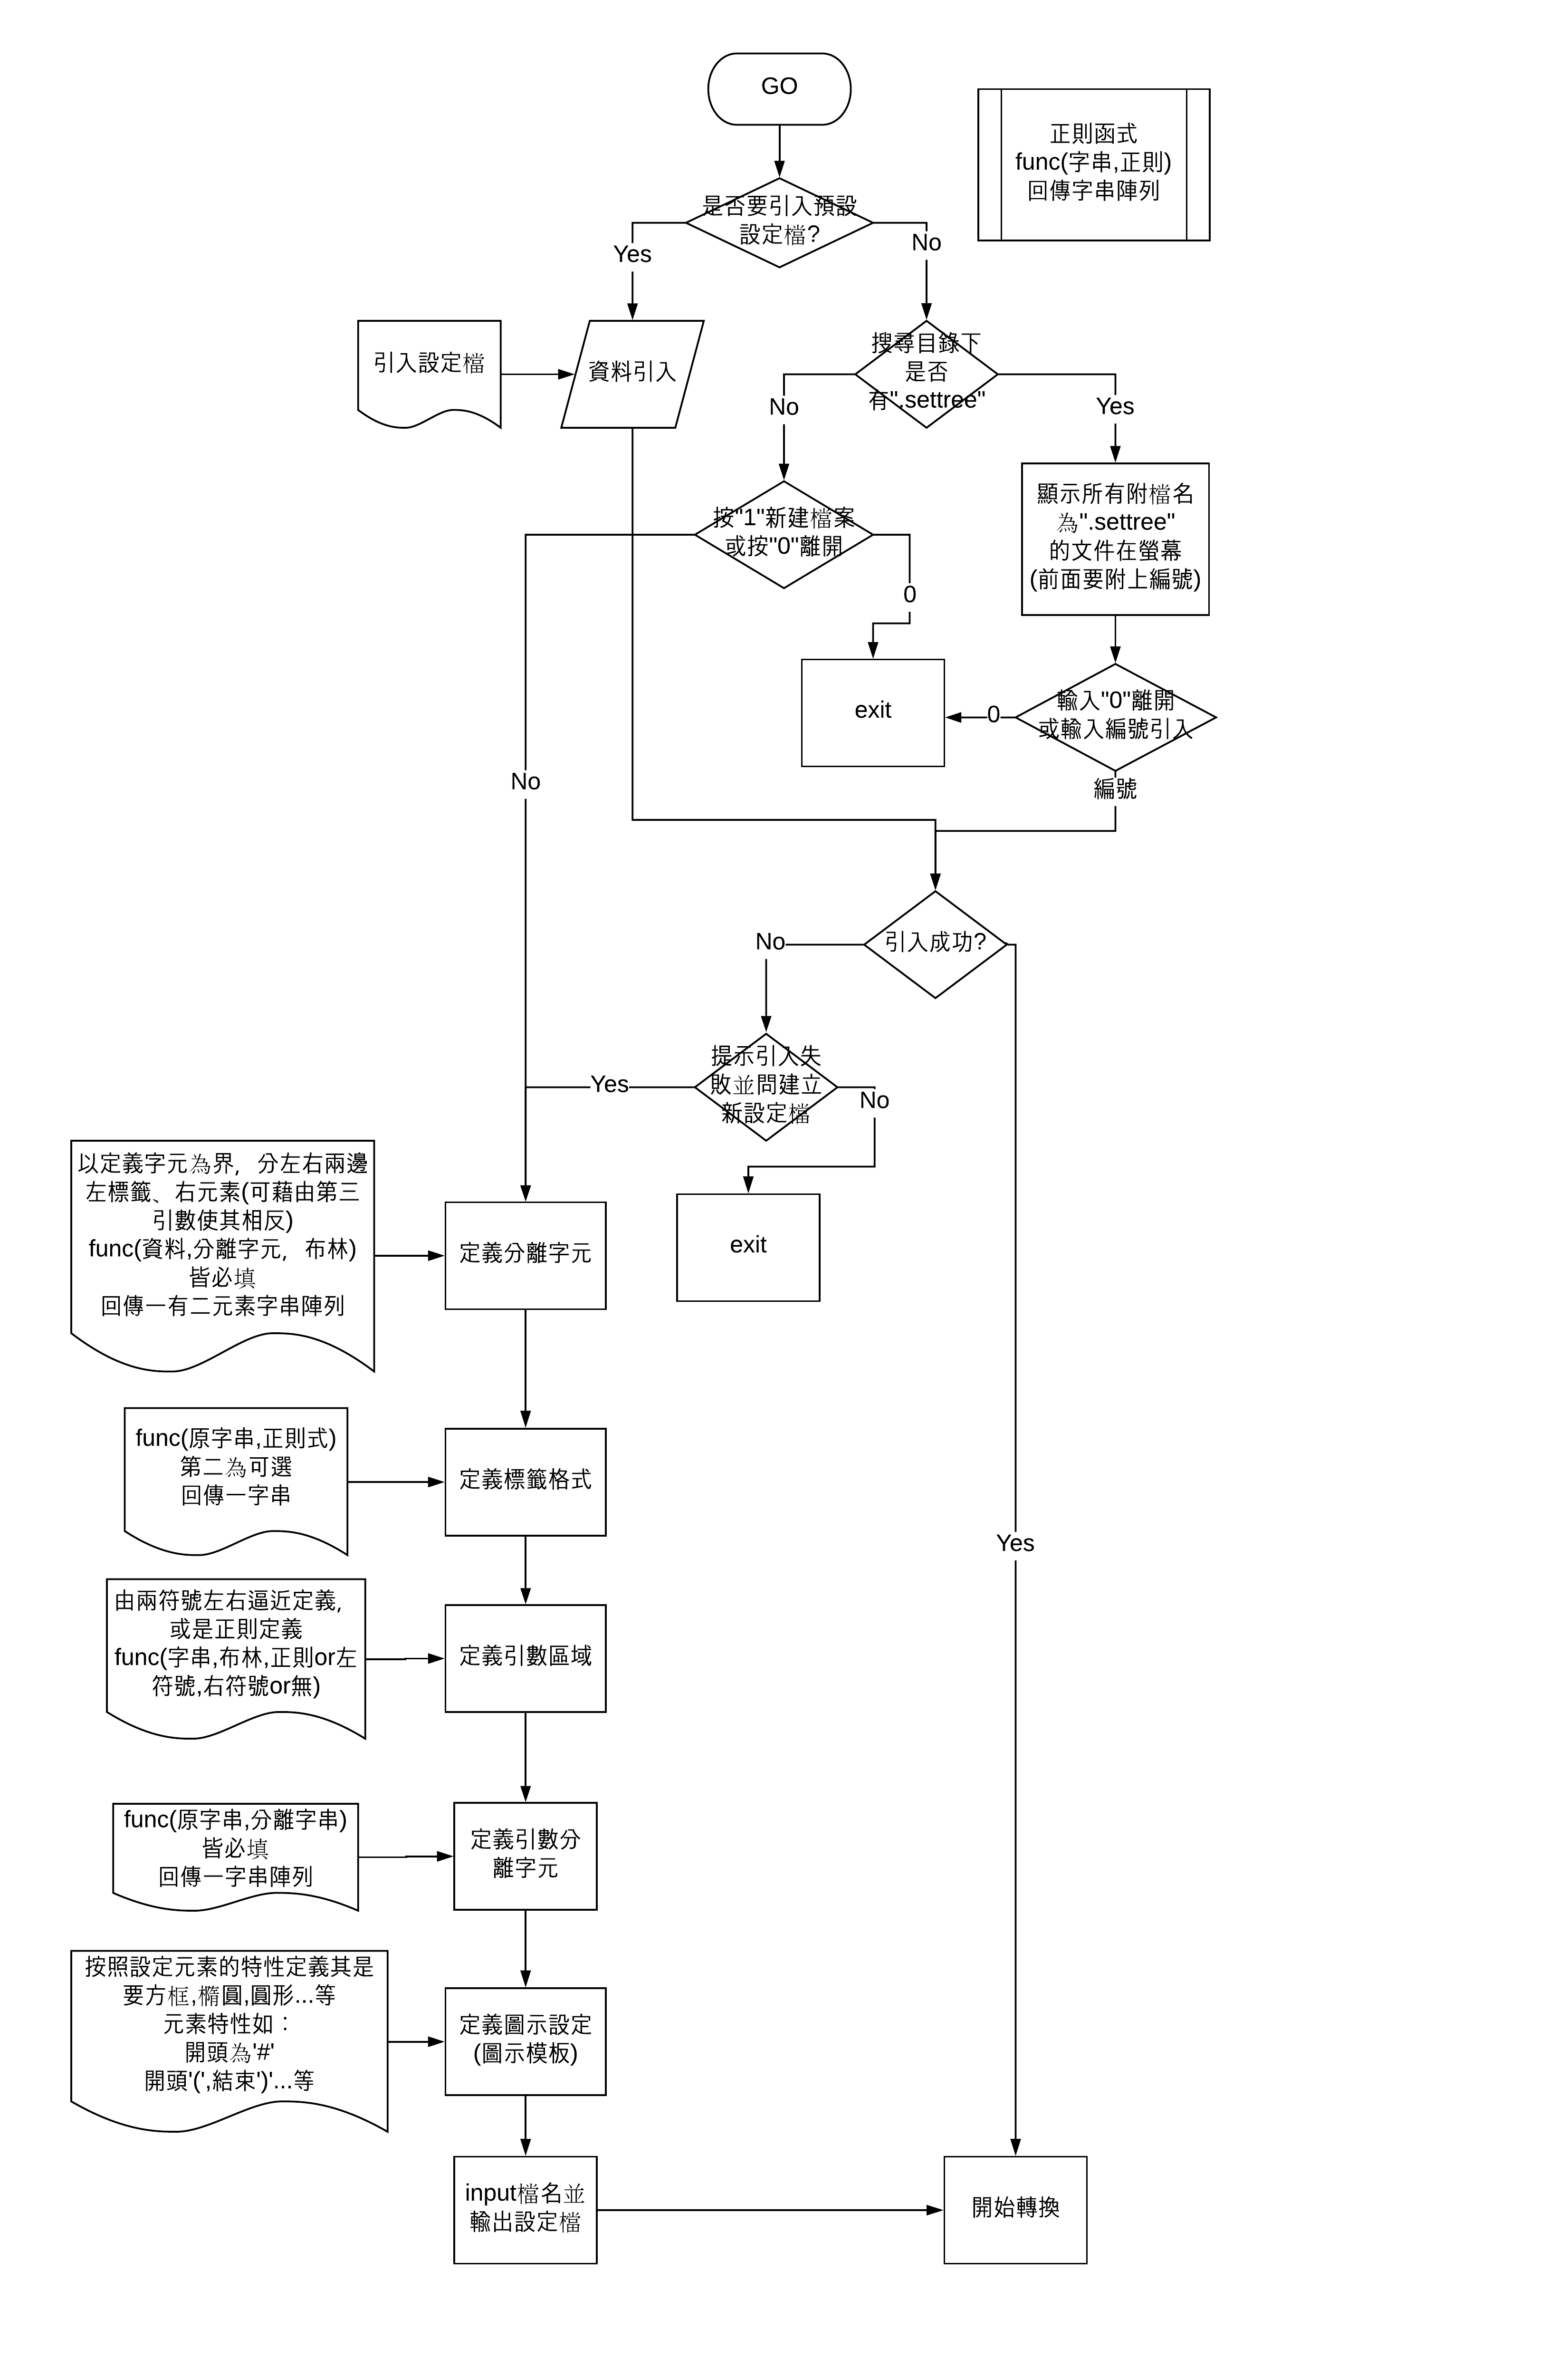 GO
正則函式
func(字串,正則)
回傳字串陣列
是否要引入預設
設定檔?
Yes
No
引入設定檔
資料引入
搜尋目錄下
是否
有".settree"
No
Yes
按"1"新建檔案
或按"0"離開
顯示所有附檔名
為".settree"
的文件在螢幕
(前面要附上編號)
0
exit
0
輸入"0"離開
或輸入編號引入
No
編號
引入成功?
No
提示引入失
敗並問建立
新設定檔
Yes
No
以定義字元為界，分左右兩邊
左標籤、右元素(可藉由第三
引數使其相反)
func(資料,分離字元，布林)
皆必填
回傳一有二元素字串陣列
定義分離字元
exit
func(原字串,正則式)
第二為可選
回傳一字串
定義標籤格式
Yes
由兩符號左右逼近定義，
或是正則定義
func(字串,布林,正則or左
符號,右符號or無)
定義引數區域
func(原字串,分離字串)
皆必填
回傳一字串陣列
定義引數分
離字元
按照設定元素的特性定義其是
要方框,橢圓,圓形...等
元素特性如：
開頭為'#'
開頭'(',結束')'...等
定義圖示設定
(圖示模板)
input檔名並
輸出設定檔
開始轉換